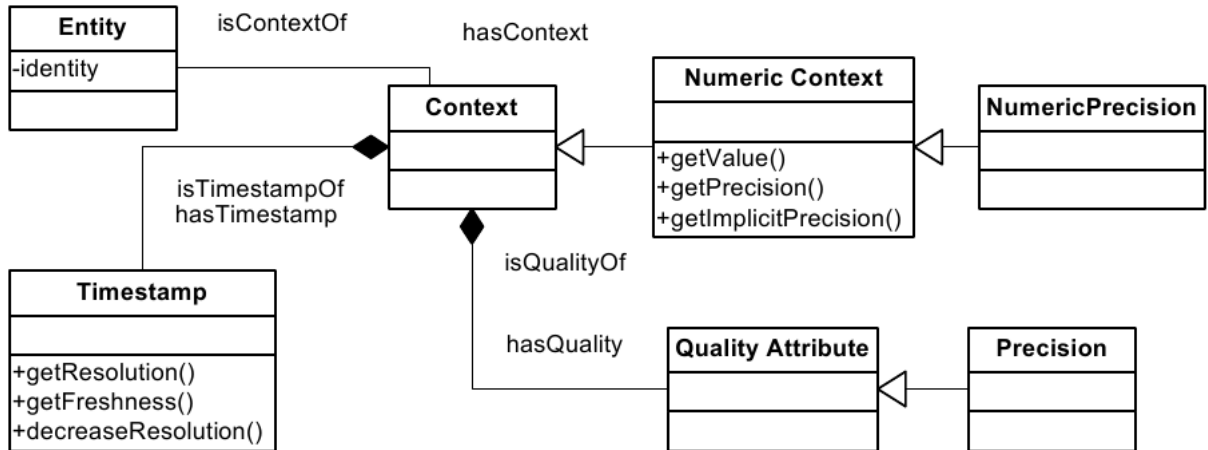 Entity
-identity
isContextOf
hasContext
Context
Numeric Context
+getValue()
+getPrecision()
+getImplicitPrecision()
NumericPrecision
isTimestampOf
hasTimestamp
Timestamp
+getResolution()
+getFreshness()
+decreaseResolution()
isQualityOf
hasQuality
Quality Attribute
Precision